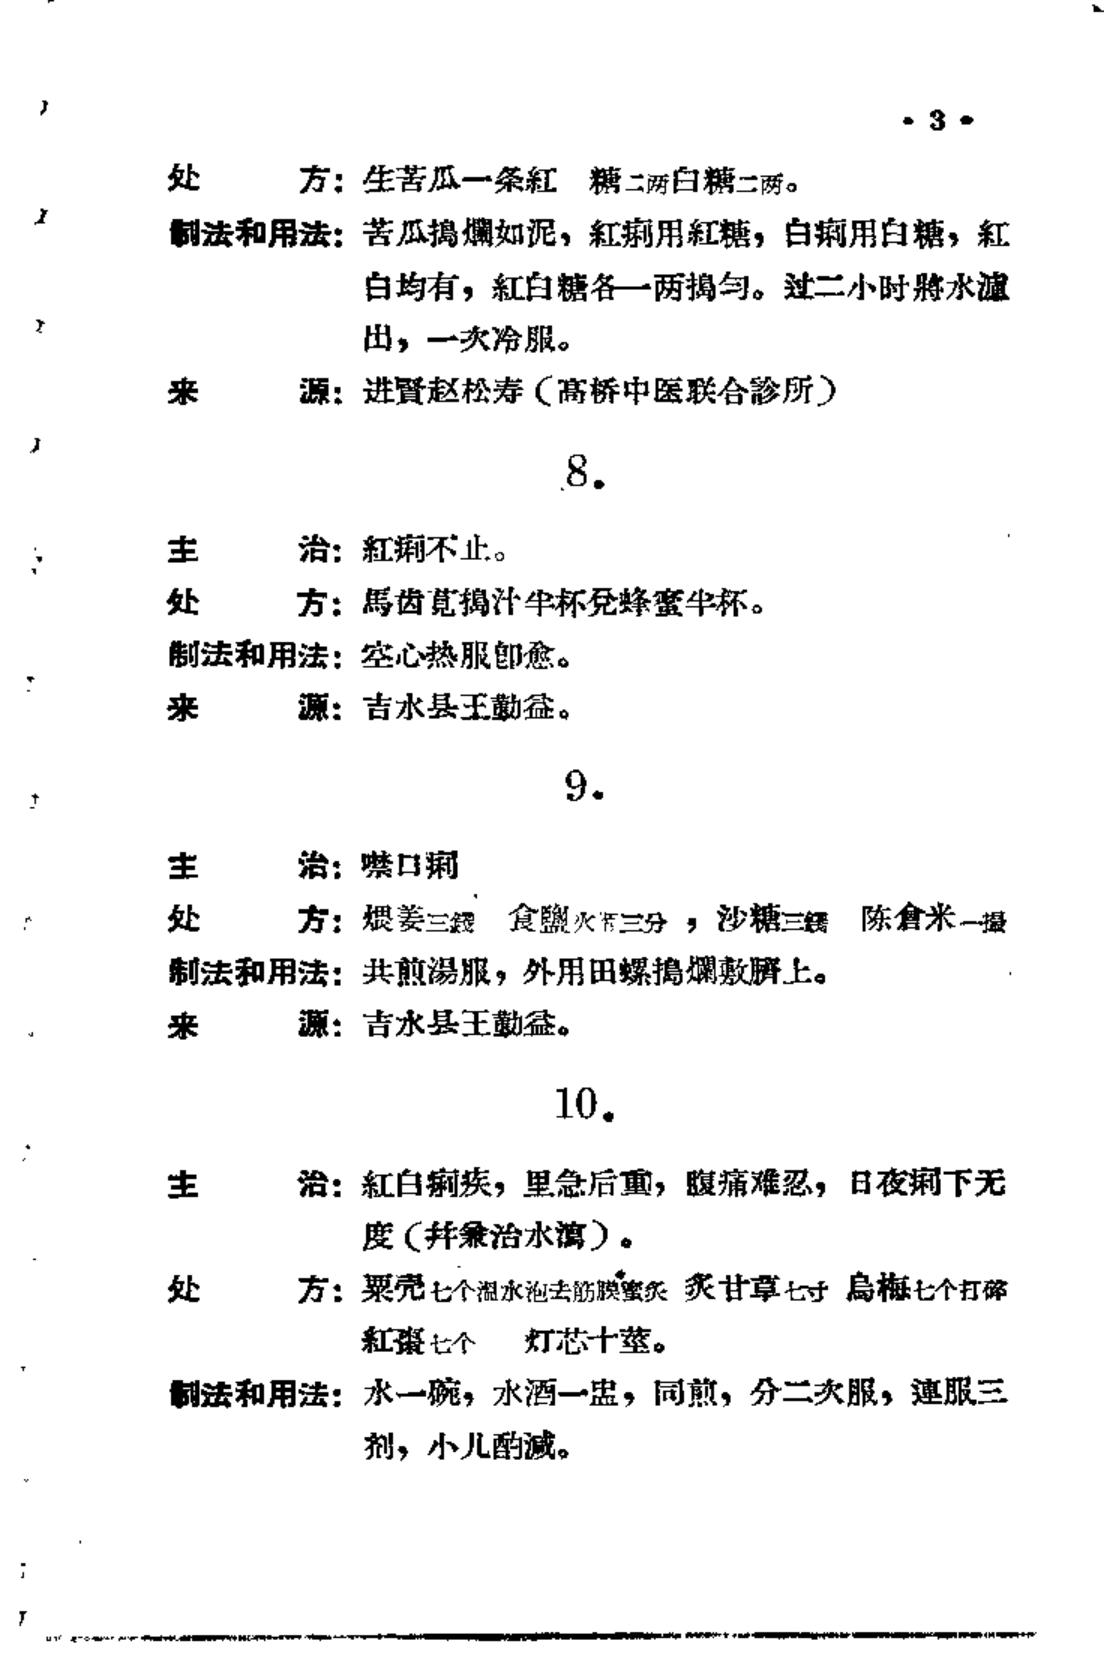 • 3 •
处　　　方：生苦瓜一条紅　糖二两白糖二两。
制法和用法：苦瓜搗爛如泥，紅痢用紅糖，白痢用白糖，紅
白均有，紅白糖各一两搗匀。过二小时將水濾
出，一次冷服。
来　　　源：进賢赵松寿（高桥中医联合診所）
8.
主　　　治：紅痢不止。
处　　　方：馬齿莧搗汁半杯兌蜂蜜半杯。
制法和用法：空心热服卽愈。
来　　　源：吉水县王勤益。
9.
主　　　治：噤口痢
处　　　方：煨姜三錢　食鹽三分，沙糖三錢　陈倉米一撮
制法和用法：共煎湯服，外用田螺搗爛敷臍上。
来　　　源：吉水县王勤益。
10.
主　　　治：紅白痢疾，里急后重，腹痛难忍，日夜痢下无
度（幷兼治水瀉）。
处　　　方：粟壳七个溫水泡去筋膜蜜炙 炙甘草七寸 烏梅七个打碎
紅棗七个　灯芯十莖。
制法和用法：水一碗，水酒一盅，同煎，分二次服，連服三
剂，小儿酌减。